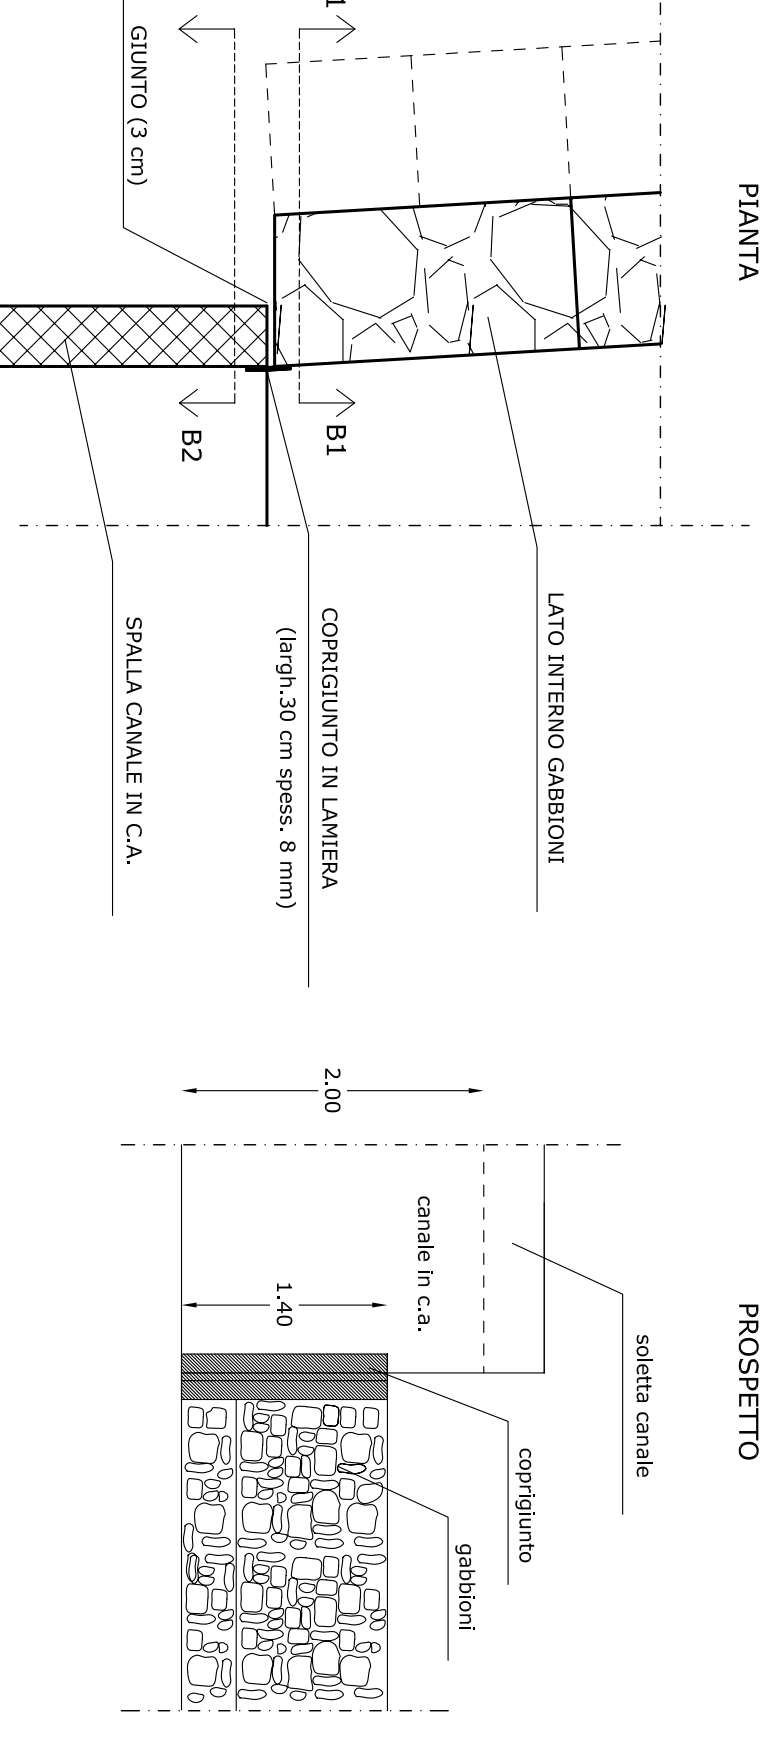 PIANTA
GIUNTO (3 cm)
1
B1
B2
LATO INTERNO GABBIONI
COPRIGIUNTO IN LAMIERA
(largh.30 cm spess. 8 mm)
SPALLA CANALE IN C.A.
PROSPETTO
2.00
soletta canale
canale in c.a.
1.40
coprigiunto
gabbioni